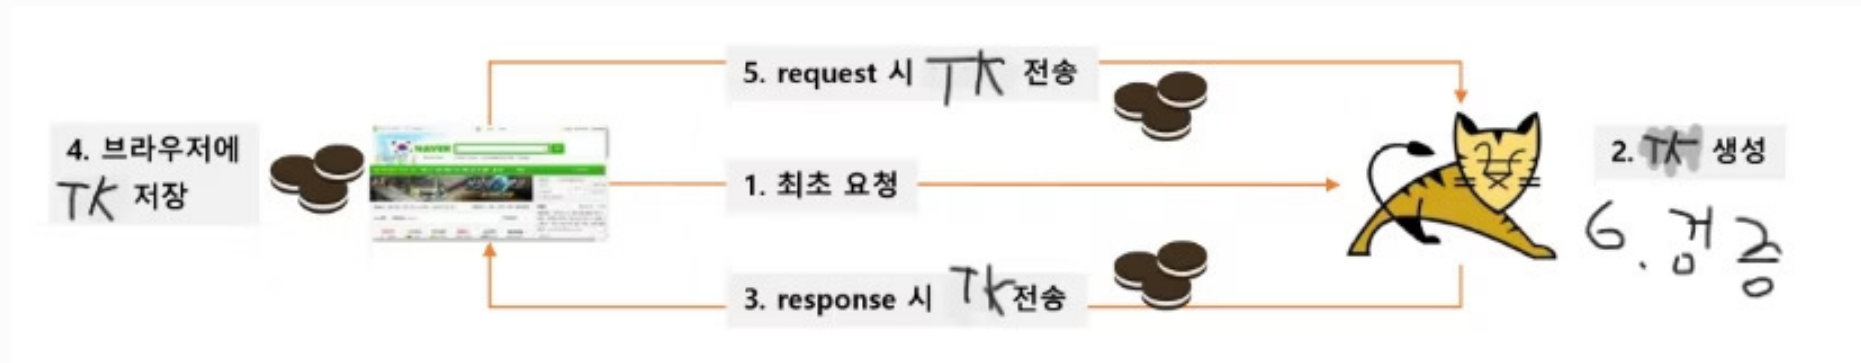 5. request 시 TK 전송
4. 브라우저에
TK 저장
NAVER
1. 최초 요청
2. TK 생성
6. 검증
3. response 시 TK 전송